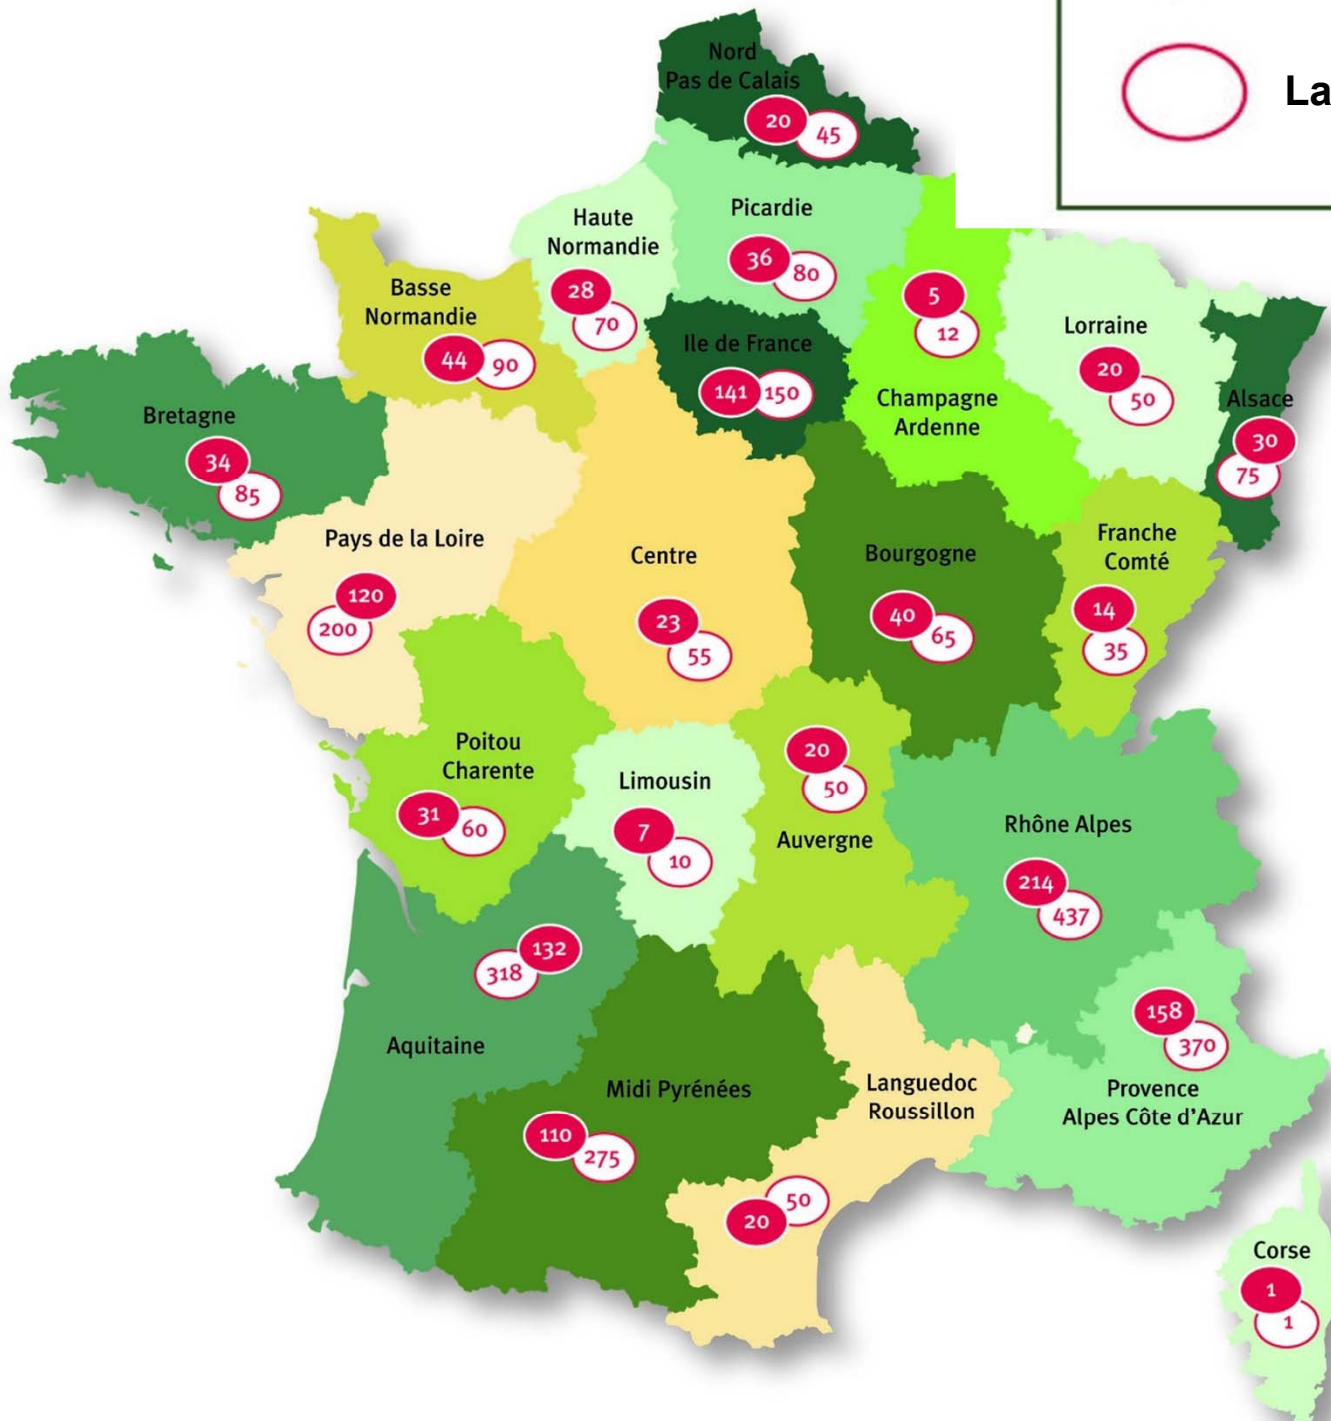 La
Nord
Pas de Calais
20
45
Picardie
36
80
Haute
Normandie
28
70
Basse
Normandie
44
90
Ile de France
141
150
5
12
Champagne
Ardenne
Lorraine
20
50
Alsace
30
75
Bretagne
34
85
Pays de la Loire
120
200
Centre
23
55
Bourgogne
40
65
Franche
Comté
14
35
Poitou
Charente
31
60
Limousin
7
10
20
50
Auvergne
Rhône Alpes
214
437
132
318
Aquitaine
Midi Pyrénées
110
275
Languedoc
Roussillon
50
20
158
370
Provence
Alpes Côte d'Azur
Corse
1
1